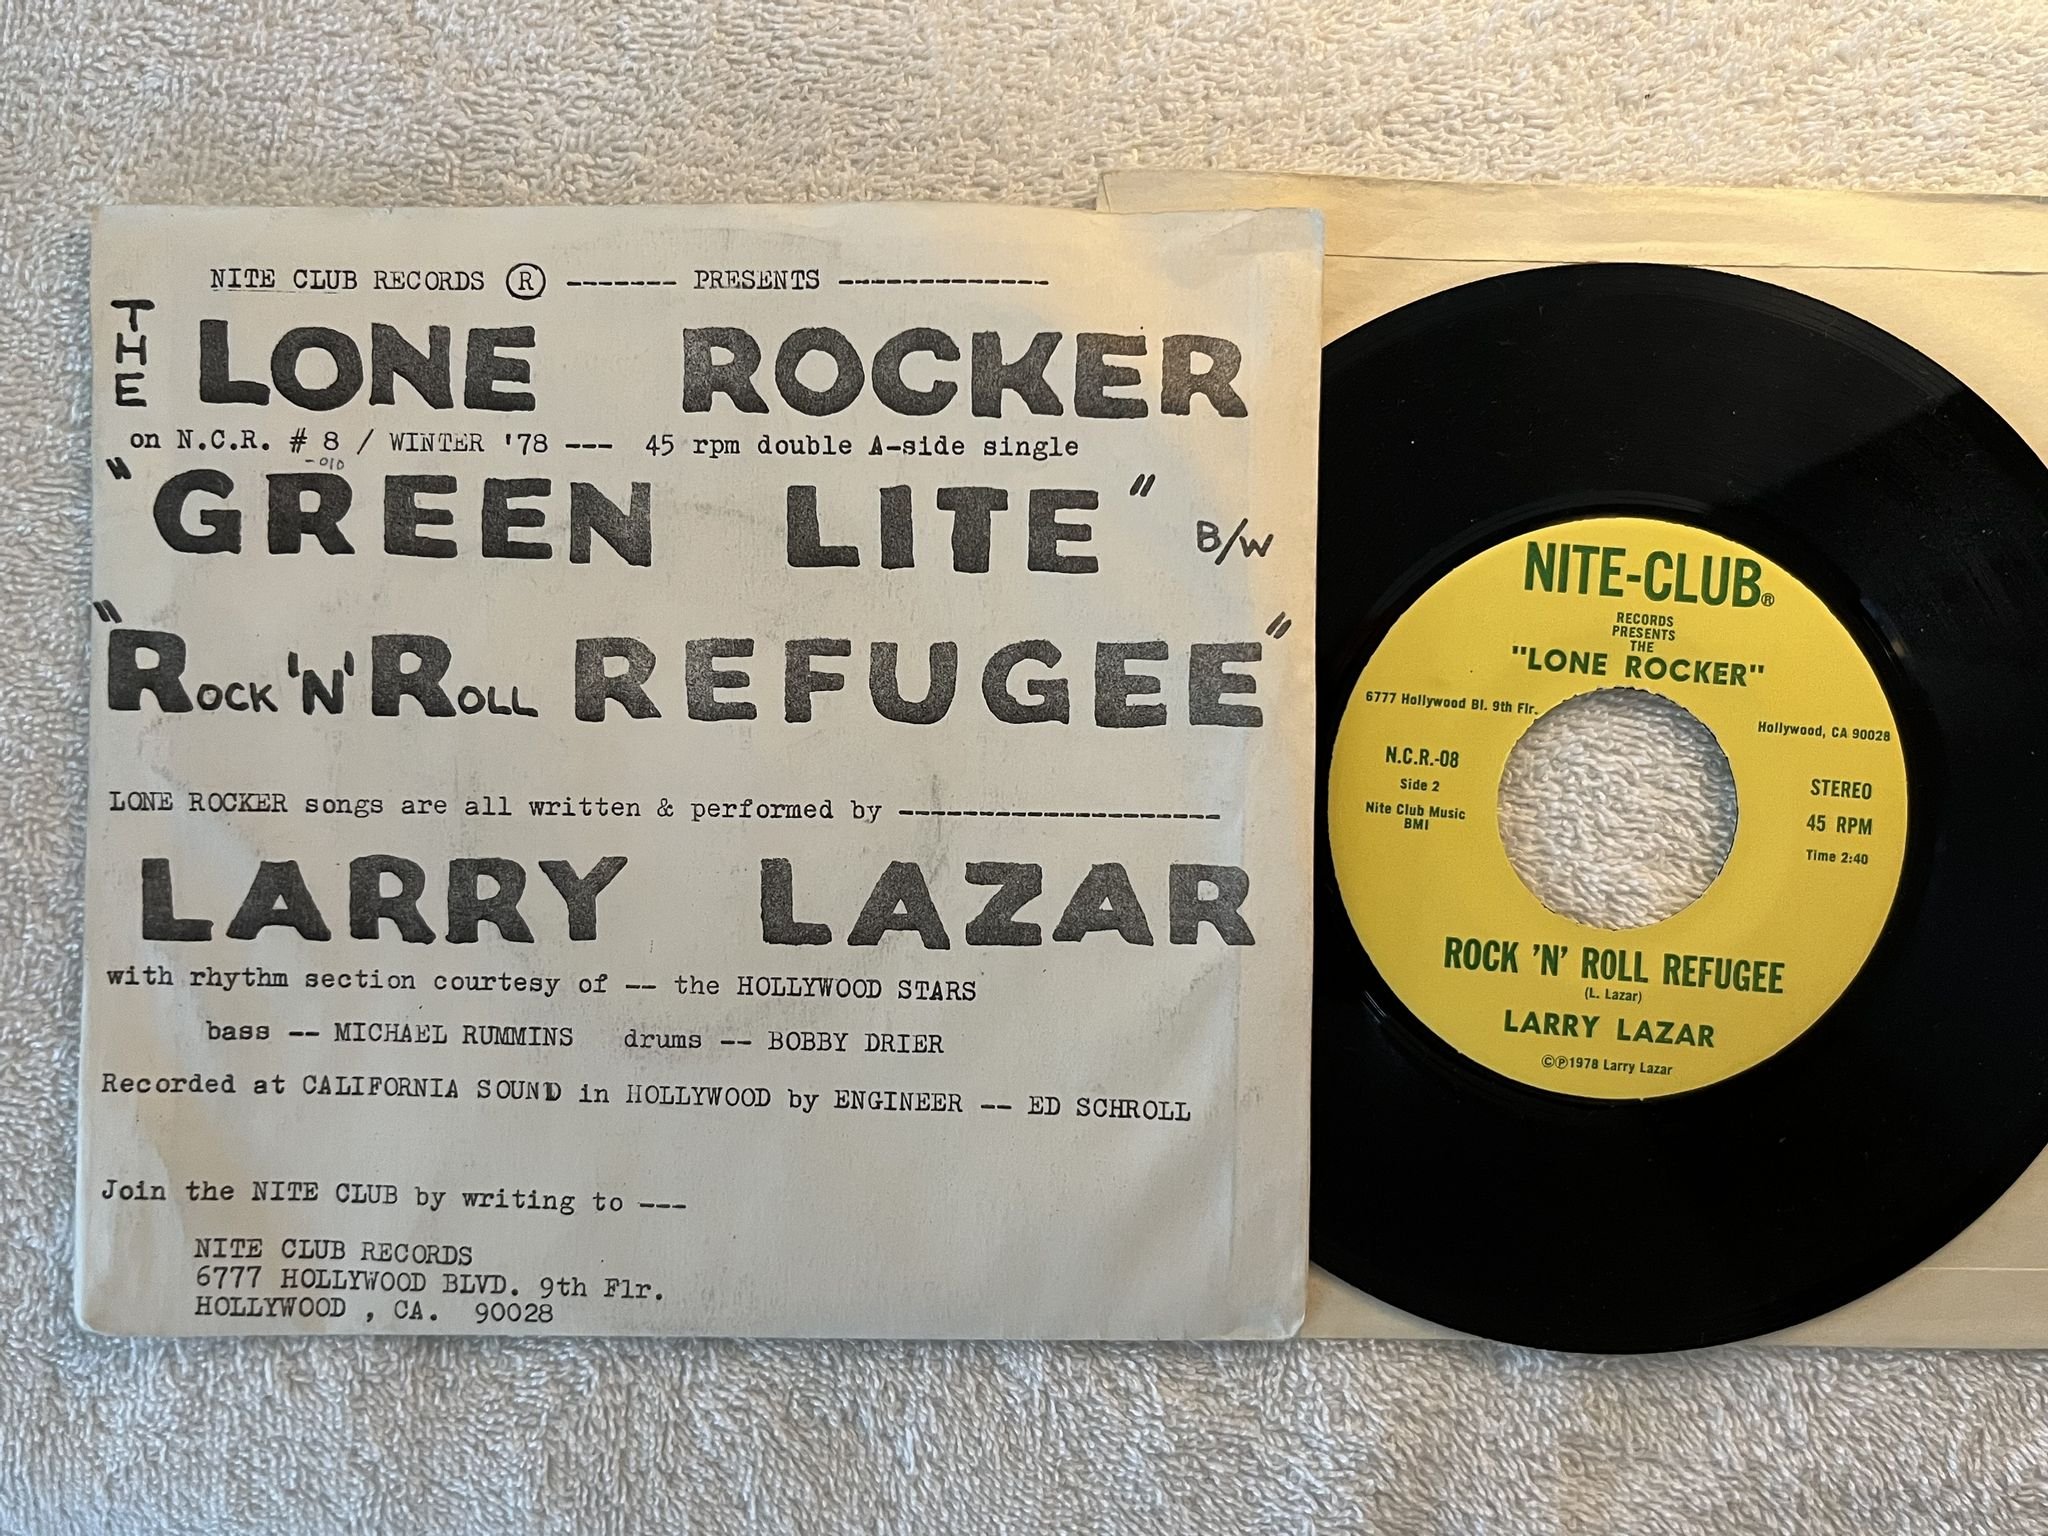 NITE CLUB RECORDS ® ------- PRESENTS -------------
THE LONE ROCKER
on N.C.R. # 8 / WINTER '78 --- 45 rpm double A-side single
"GREEN LITE" B/W
"ROCK 'N' ROLL REFUGEE"
LONE ROCKER songs are all written & performed by --------------------
LARRY LAZAR
with rhythm section courtesy of -- the HOLLYWOOD STARS
bass -- MICHAEL RUMMINS drums -- BOBBY DRIER
Recorded at CALIFORNIA SOUND in HOLLYWOOD by ENGINEER -- ED SCHROLL
Join the NITE CLUB by writing to ---
NITE CLUB RECORDS
6777 HOLLYWOOD BLVD. 9th Flr.
HOLLYWOOD , CA. 90028
NITE-CLUB®
RECORDS
PRESENTS
THE
"LONE ROCKER"
6777 Hollywood Bl. 9th Flr.
Hollywood, CA 90028
N.C.R.-08
Side 2
Nite Club Music
BMI
STEREO
45 RPM
Time 2:40
ROCK 'N' ROLL REFUGEE
(L. Lazar)
LARRY LAZAR
©℗1978 Larry Lazar